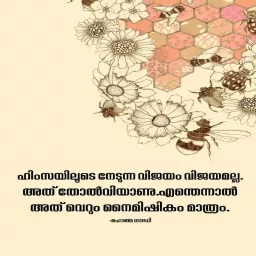 ഹിംസയിലൂടെ നേടുന്ന വിജയം വിജയമല്ല.
അത് തോൽവിയാണ്.എന്തെന്നാൽ
അത് വെറും നൈമിഷികം മാത്രം.
-മഹാത്മ ഗാന്ധി